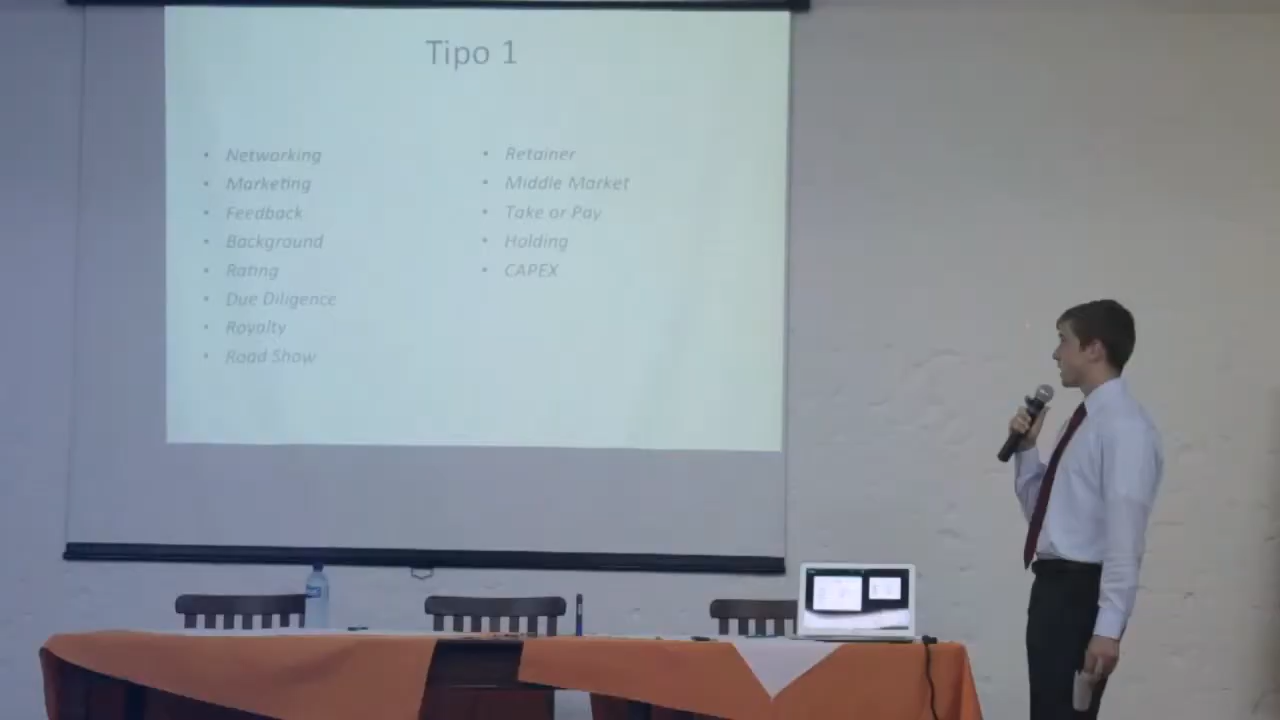 Tipo 1
• Networking
• Marketing
• Feedback
• Background
• Rating
• Due Diligence
• Royalty
• Road Show
• Retainer
• Middle Market
• Take or Pay
• Holding
• CAPEX